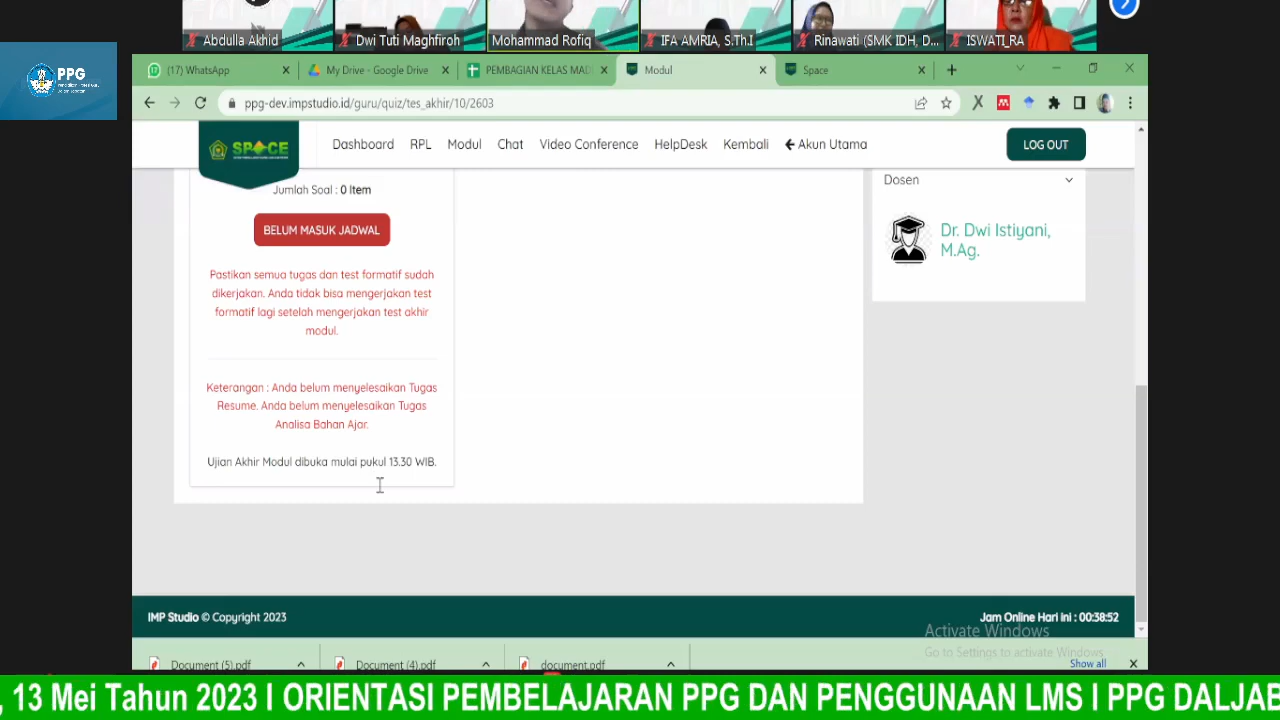 Abdulla Akhid
Dwi Tuti Maghfiroh
Mohammad Rofiq
IFA AMRIA, S.Th.I
Rinawati (SMK IDH, D...
ISWATI_RA
PPG
(17) WhatsApp
My Drive - Google Drive
PEMBAGIAN KELAS MAD
Modul
Space
ppg-dev.impstudio.id/guru/quiz/tes_akhir/10/2603
SPACE
Dashboard
RPL
Modul
Chat
Video Conference
HelpDesk
Kembali
Akun Utama
LOG OUT
Jumlah Soal : 0 Item
BELUM MASUK JADWAL
Pastikan semua tugas dan test formatif sudah
dikerjakan. Anda tidak bisa mengerjakan test
formatif lagi setelah mengerjakan test akhir
modul.
Keterangan : Anda belum menyelesaikan Tugas
Resume. Anda belum menyelesaikan Tugas
Analisa Bahan Ajar.
Ujian Akhir Modul dibuka mulai pukul 13.30 WIB.
Dosen
Dr. Dwi Istiyani,
M.Ag.
IMP Studio © Copyright 2023
Jam Online Hari ini : 00:38:52
Activate Windows
Go to Settings to activate Windows.
Document (5).pdf
Document (4).pdf
document.pdf
Show all
, 13 Mei Tahun 2023 I ORIENTASI PEMBELAJARAN PPG DAN PENGGUNAAN LMS I PPG DALJAB